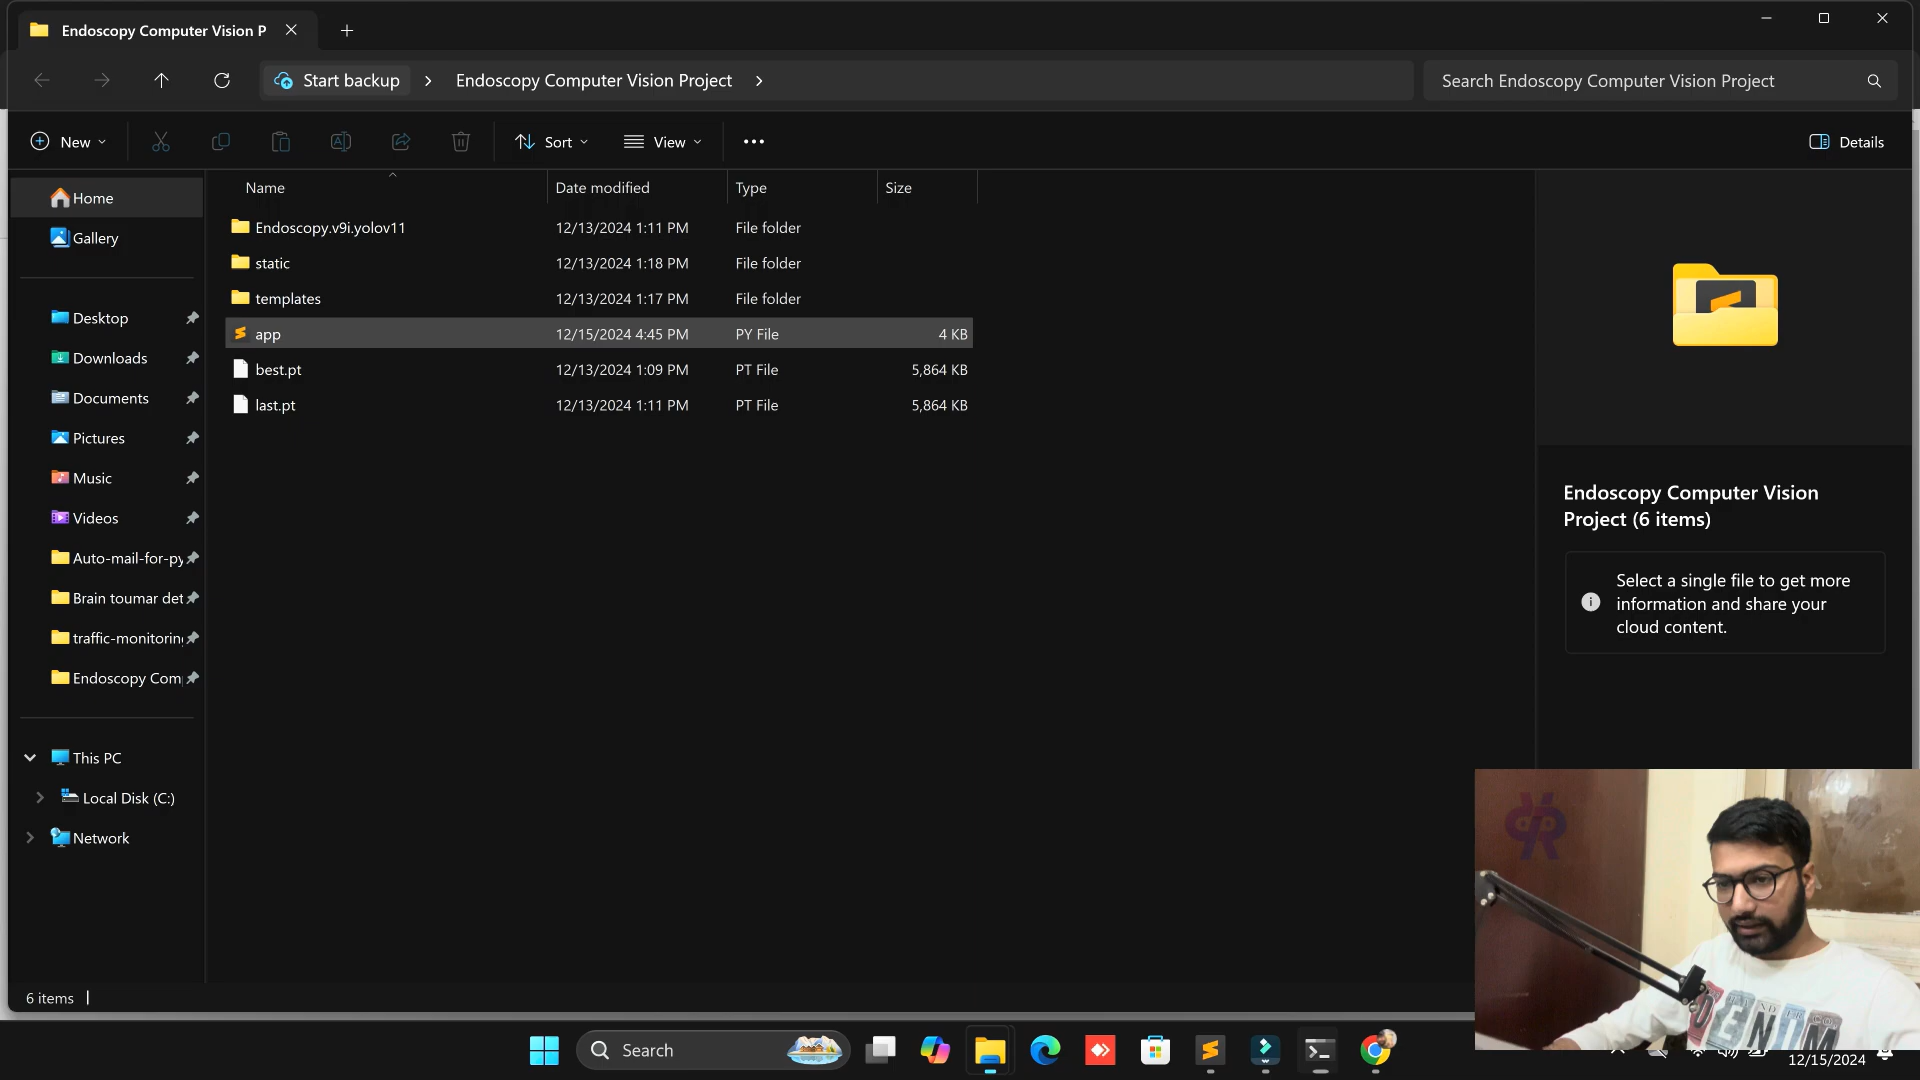 Endoscopy Computer Vision P
Start backup
Endoscopy Computer Vision Project
Search Endoscopy Computer Vision Project
New
Sort
View
Details
Home
Gallery
Desktop
Downloads
Documents
Pictures
Music
Videos
Auto-mail-for-py
Brain toumar det
traffic-monitorin
Endoscopy Com
This PC
Local Disk (C:)
Network
Name Date modified Type Size
Endoscopy.v9i.yolov11 12/13/2024 1:11 PM File folder
static 12/13/2024 1:18 PM File folder
templates 12/13/2024 1:17 PM File folder
app 12/15/2024 4:45 PM PY File 4 KB
best.pt 12/13/2024 1:09 PM PT File 5,864 KB
last.pt 12/13/2024 1:11 PM PT File 5,864 KB
Endoscopy Computer Vision
Project (6 items)
Select a single file to get more
information and share your
cloud content.
6 items
DENIM
Search
12/15/2024